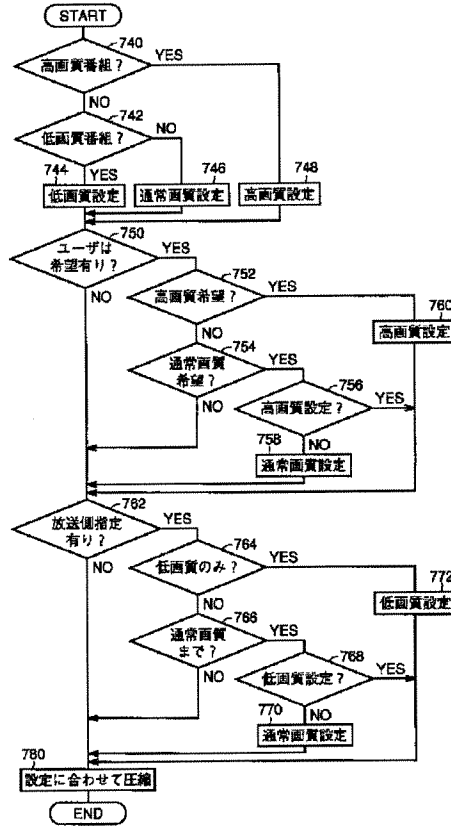 START
740
高画質番組?
YES
NO
742
低画質番組?
NO
YES
744
746
748
低画質設定
通常画質設定
高画質設定
750
ユーザは
希望有り?
YES
NO
752
高画質希望?
YES
NO
760
高画質設定
754
通常画質
希望?
YES
NO
756
高画質設定?
YES
NO
758
通常画質設定
762
放送側指定
有り?
YES
NO
764
低画質のみ?
YES
NO
772
低画質設定
766
通常画質
まで?
YES
NO
768
低画質設定?
YES
NO
770
通常画質設定
780
設定に合わせて圧縮
END